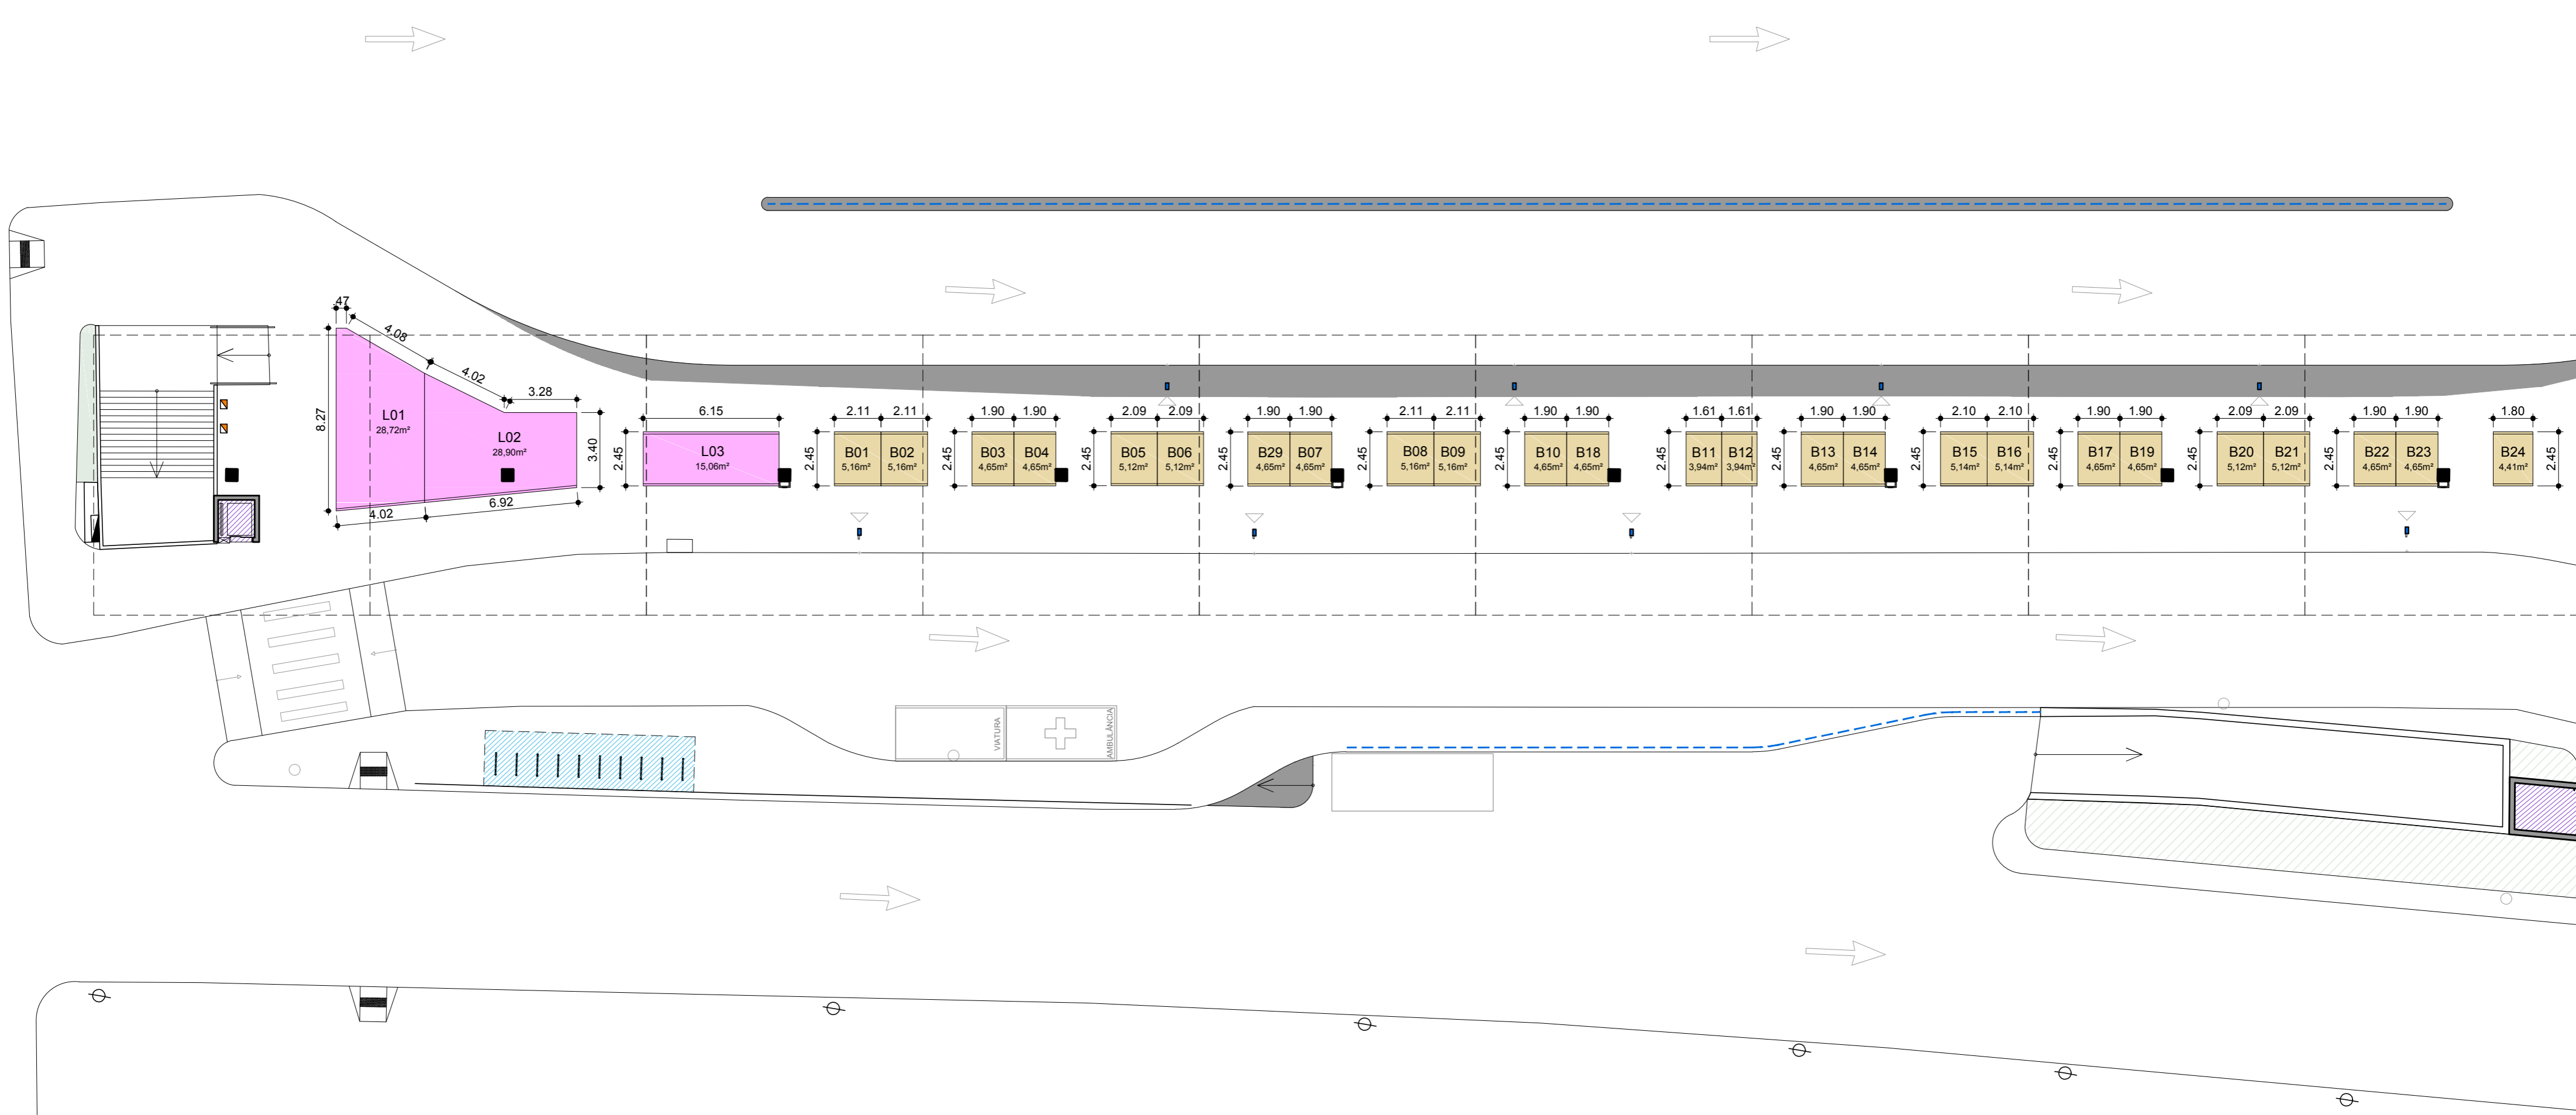 .47
4.08
4.02
3.28
8.27
L01
28,72m²
L02
28,90m²
3.40
4.02
6.92
6.15
2.45
L03
15,06m²
2.11 2.11
2.45
B01 B02
5,16m² 5,16m²
1.90 1.90
2.45
B03 B04
4,65m² 4,65m²
2.09 2.09
2.45
B05 B06
5,12m² 5,12m²
1.90 1.90
2.45
B29 B07
4,65m² 4,65m²
2.11 2.11
2.45
B08 B09
5,16m² 5,16m²
1.90 1.90
2.45
B10 B18
4,65m² 4,65m²
1.61 1.61
2.45
B11 B12
3,94m² 3,94m²
1.90 1.90
2.45
B13 B14
4,65m² 4,65m²
2.10 2.10
2.45
B15 B16
5,14m² 5,14m²
1.90 1.90
2.45
B17 B19
4,65m² 4,65m²
2.09 2.09
2.45
B20 B21
5,12m² 5,12m²
1.90 1.90
2.45
B22 B23
4,65m² 4,65m²
1.80
B24
4,41m²
2.45
VIATURA
AMBULÂNCIA